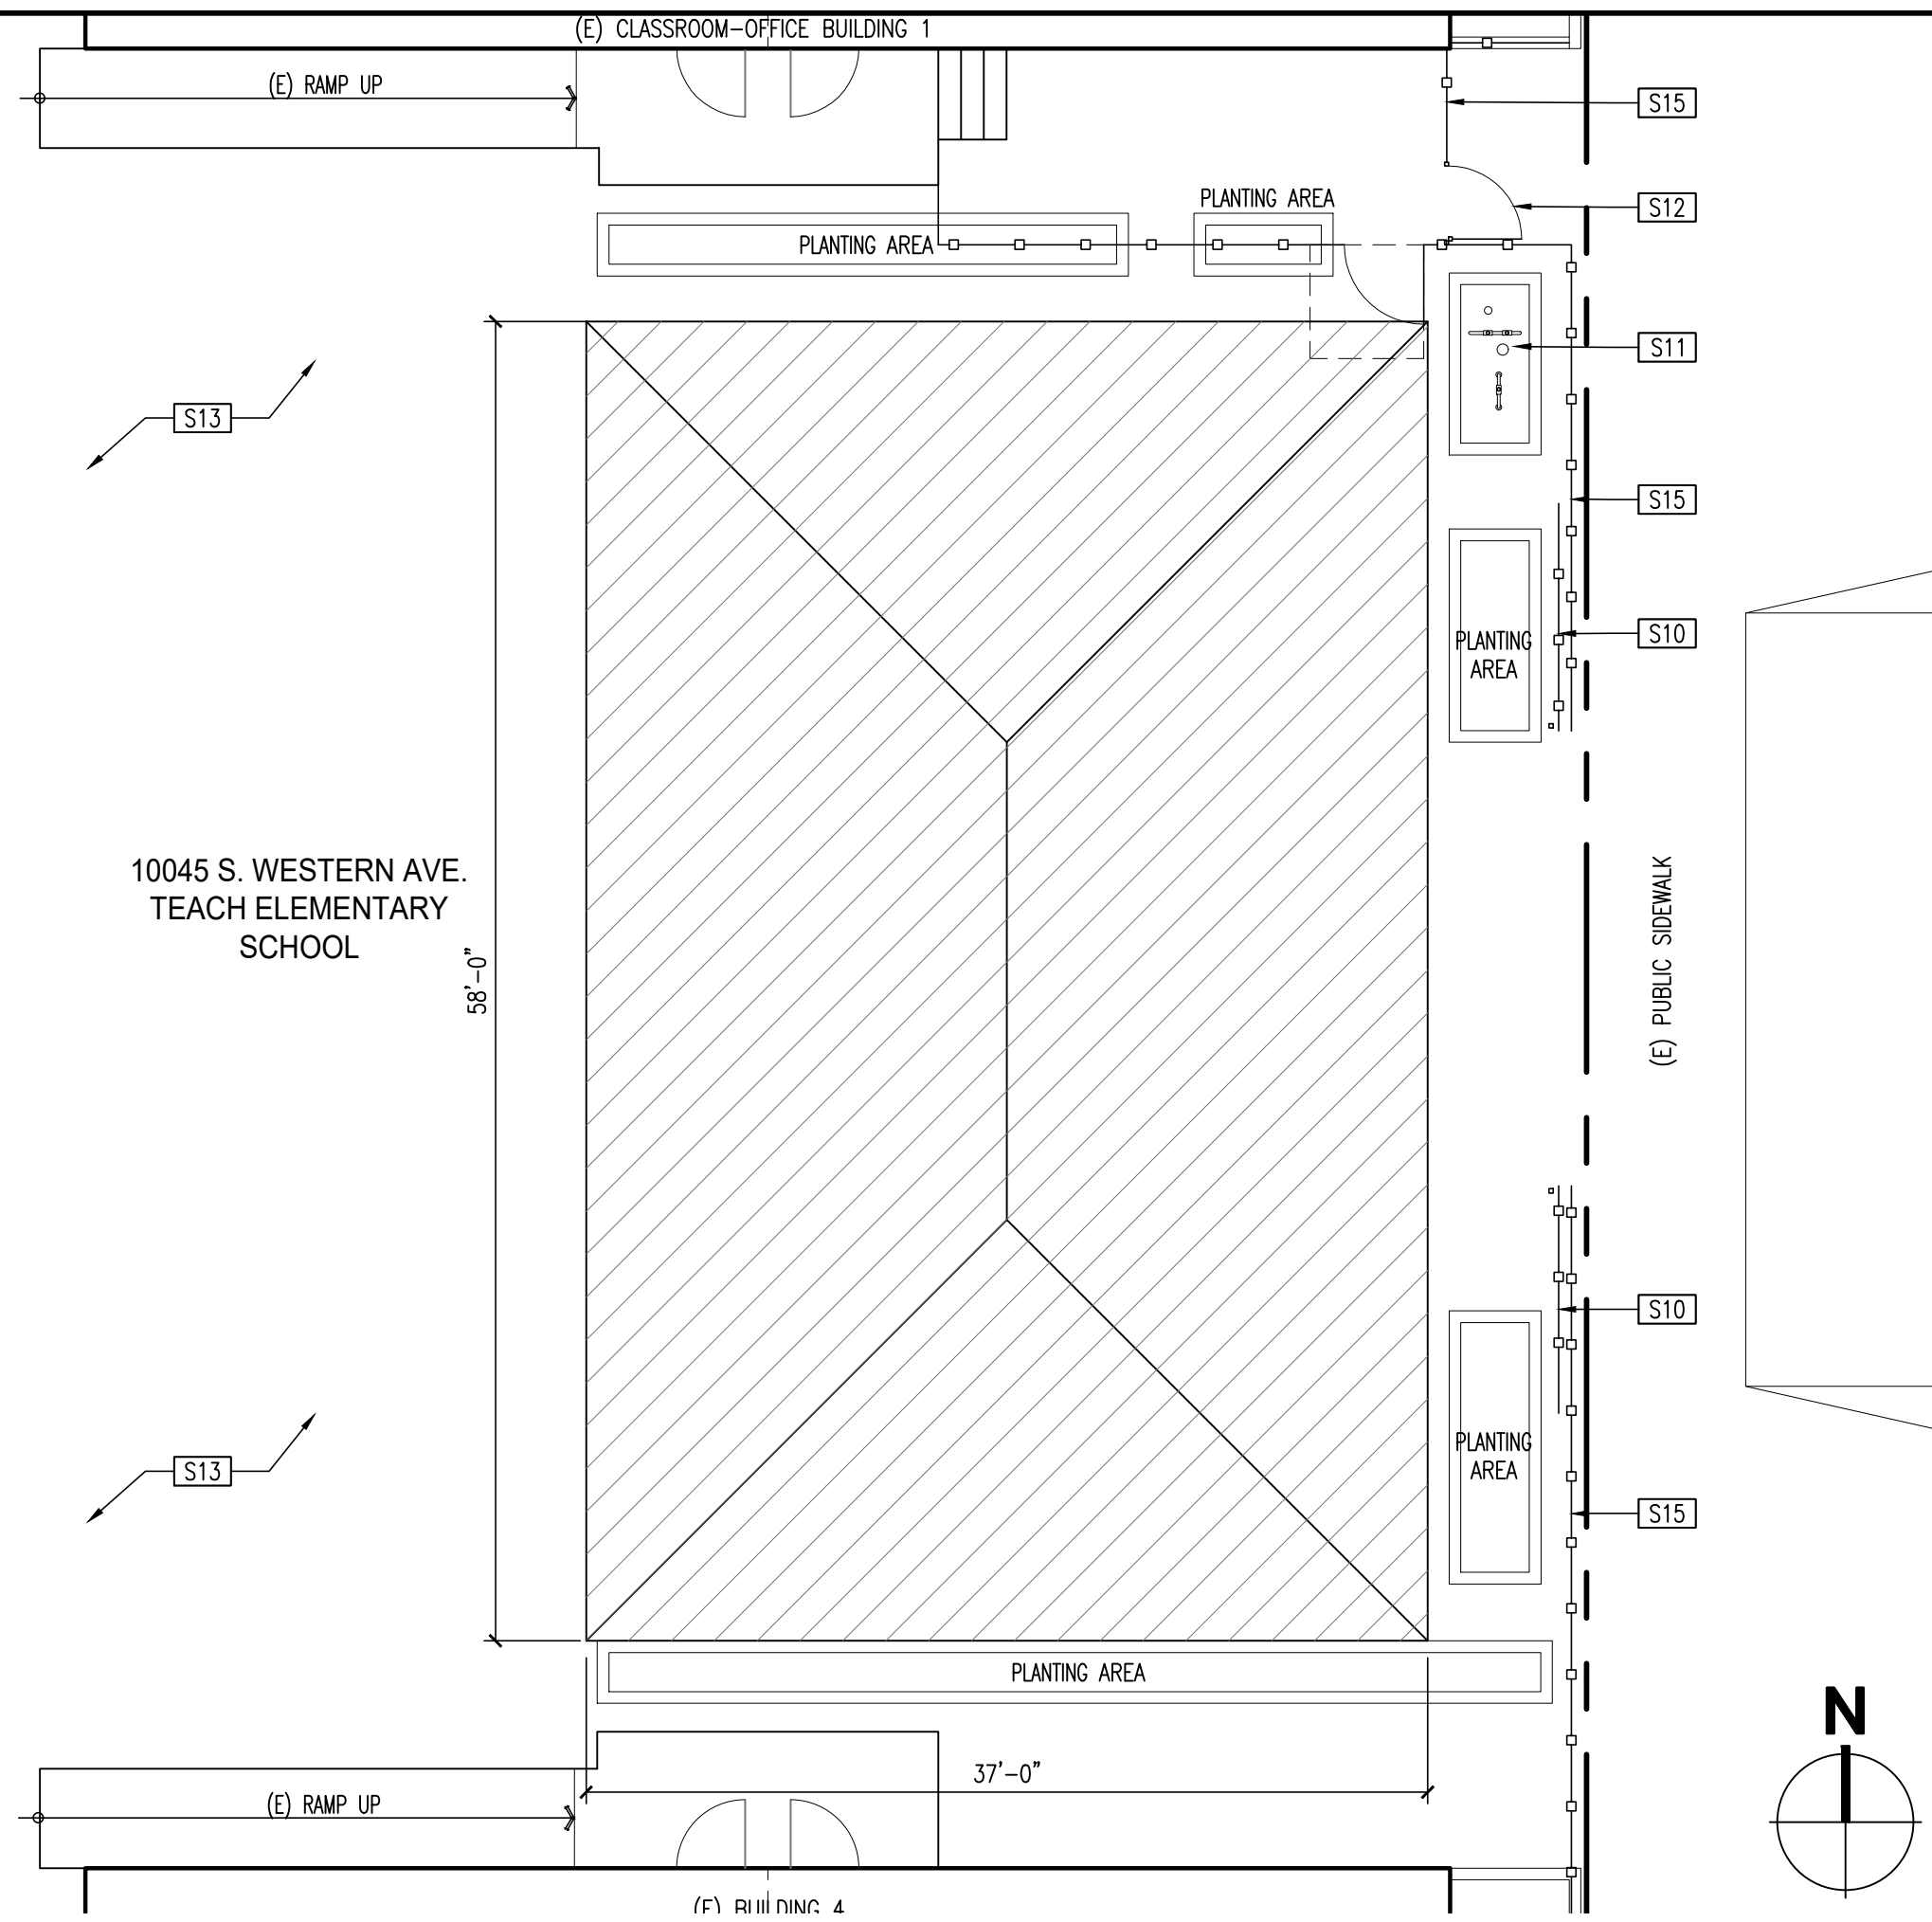 (E) CLASSROOM-OFFICE BUILDING 1
(E) RAMP UP
S15
PLANTING AREA
S12
PLANTING AREA
S11
S13
S15
S10
PLANTING
AREA
10045 S. WESTERN AVE.
TEACH ELEMENTARY
SCHOOL
58'-0"
(E) PUBLIC SIDEWALK
S10
PLANTING
AREA
S13
S15
PLANTING AREA
N
37'-0"
(E) RAMP UP
(E) BUILDING 4